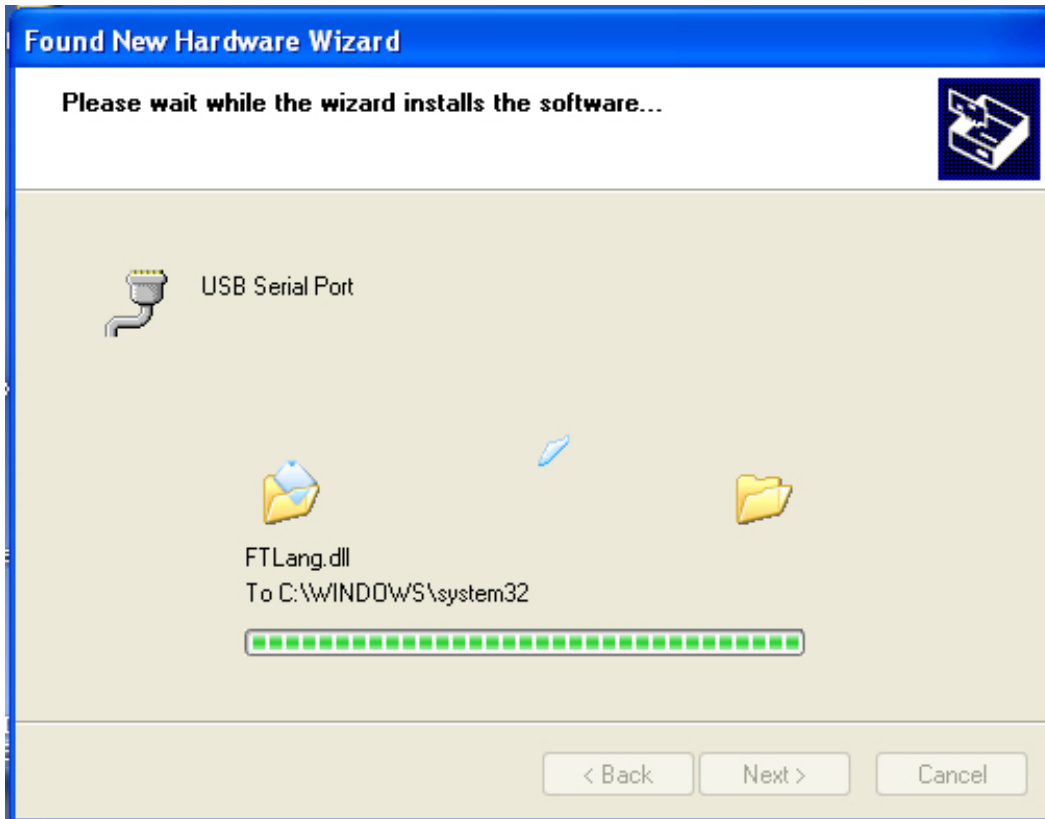 Found New Hardware Wizard
Please wait while the wizard installs the software...
USB Serial Port
FTLang.dll
To C:\WINDOWS\system32
< Back
Next >
Cancel